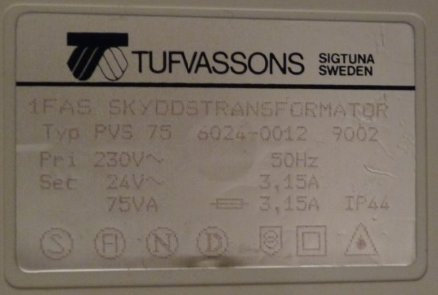 TUFVASSONS SIGTUNA SWEDEN
1FAS SKYDDSTRANSFORMATOR
Typ PVS 75 6024-0012 9002
Pri 230V~ 50Hz
Sec 24V~ 3,15A
75VA 3,15A IP44
S FI N D